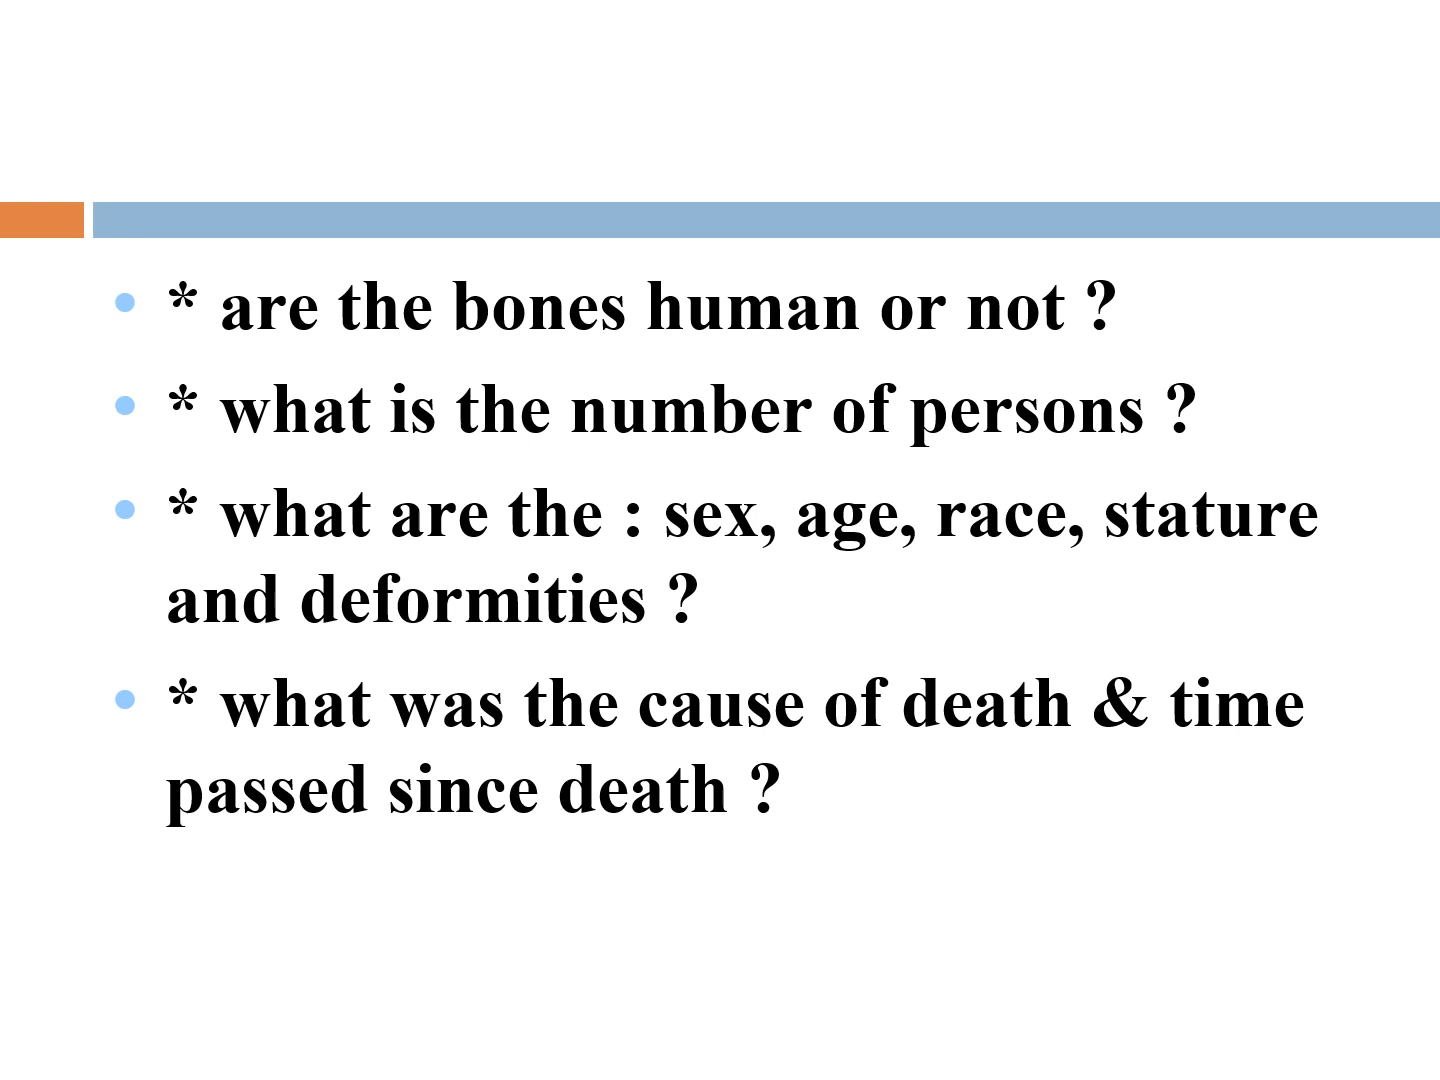 • * are the bones human or not ?
• * what is the number of persons ?
• * what are the : sex, age, race, stature
and deformities ?
• * what was the cause of death & time
passed since death ?